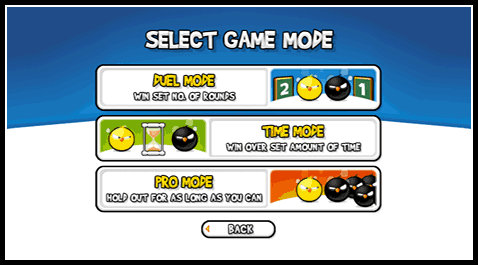 SELECT GAME MODE
DUEL MODE
WIN SET NO. OF ROUNDS
2 1
TIME MODE
WIN OVER SET AMOUNT OF TIME
PRO MODE
HOLD OUT FOR AS LONG AS YOU CAN
BACK